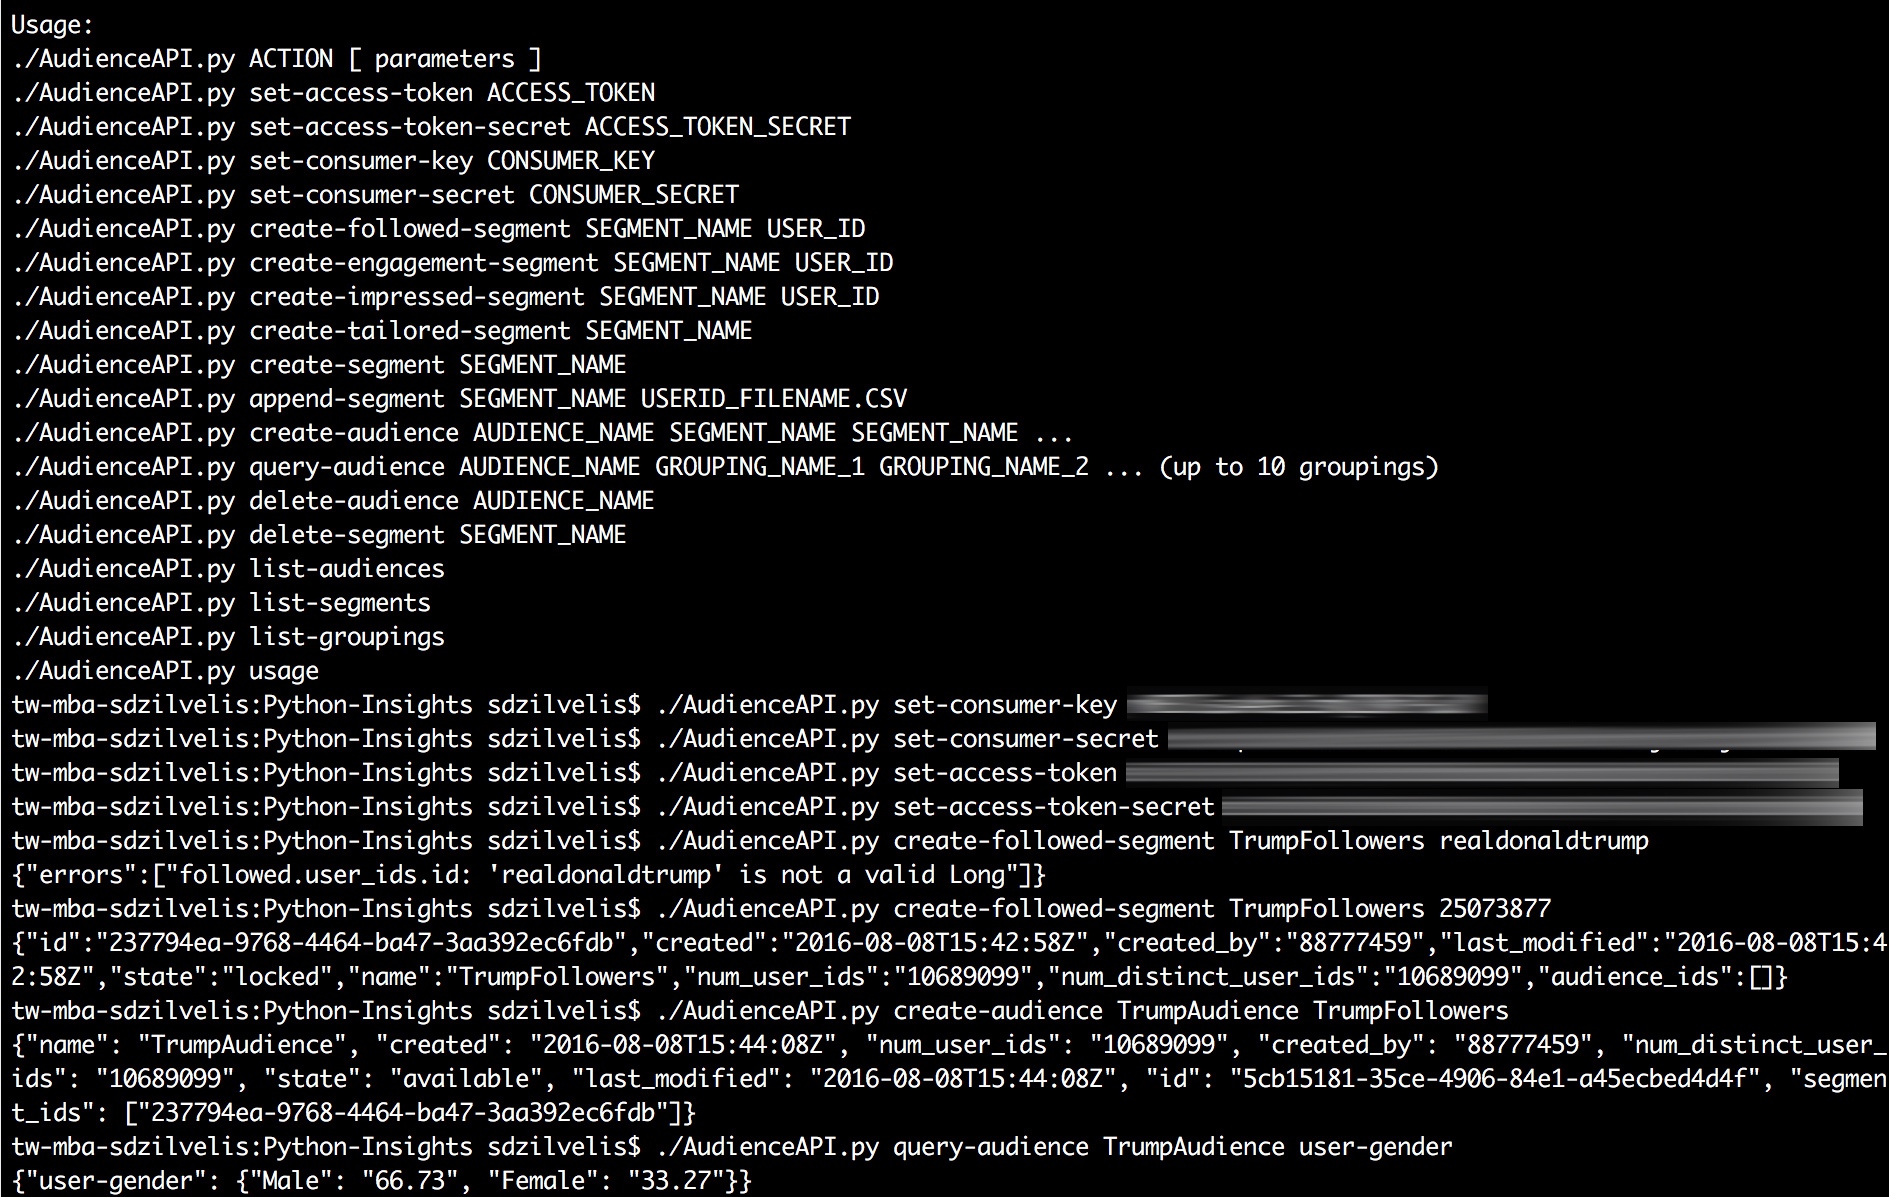 Usage:
./AudienceAPI.py ACTION [ parameters ]
./AudienceAPI.py set-access-token ACCESS_TOKEN
./AudienceAPI.py set-access-token-secret ACCESS_TOKEN_SECRET
./AudienceAPI.py set-consumer-key CONSUMER_KEY
./AudienceAPI.py set-consumer-secret CONSUMER_SECRET
./AudienceAPI.py create-followed-segment SEGMENT_NAME USER_ID
./AudienceAPI.py create-engagement-segment SEGMENT_NAME USER_ID
./AudienceAPI.py create-impressed-segment SEGMENT_NAME USER_ID
./AudienceAPI.py create-tailored-segment SEGMENT_NAME
./AudienceAPI.py create-segment SEGMENT_NAME
./AudienceAPI.py append-segment SEGMENT_NAME USERID_FILENAME.CSV
./AudienceAPI.py create-audience AUDIENCE_NAME SEGMENT_NAME SEGMENT_NAME ...
./AudienceAPI.py query-audience AUDIENCE_NAME GROUPING_NAME_1 GROUPING_NAME_2 ... (up to 10 groupings)
./AudienceAPI.py delete-audience AUDIENCE_NAME
./AudienceAPI.py delete-segment SEGMENT_NAME
./AudienceAPI.py list-audiences
./AudienceAPI.py list-segments
./AudienceAPI.py list-groupings
./AudienceAPI.py usage
tw-mba-sdzilvelis:Python-Insights sdzilvelis$ ./AudienceAPI.py set-consumer-key
tw-mba-sdzilvelis:Python-Insights sdzilvelis$ ./AudienceAPI.py set-consumer-secret
tw-mba-sdzilvelis:Python-Insights sdzilvelis$ ./AudienceAPI.py set-access-token
tw-mba-sdzilvelis:Python-Insights sdzilvelis$ ./AudienceAPI.py set-access-token-secret
tw-mba-sdzilvelis:Python-Insights sdzilvelis$ ./AudienceAPI.py create-followed-segment TrumpFollowers realdonaldtrump
{"errors":["followed.user_ids.id: 'realdonaldtrump' is not a valid Long"]}
tw-mba-sdzilvelis:Python-Insights sdzilvelis$ ./AudienceAPI.py create-followed-segment TrumpFollowers 25073877
{"id":"237794ea-9768-4464-ba47-3aa392ec6fdb","created":"2016-08-08T15:42:58Z","created_by":"88777459","last_modified":"2016-08-08T15:4
2:58Z","state":"locked","name":"TrumpFollowers","num_user_ids":"10689099","num_distinct_user_ids":"10689099","audience_ids":[]}
tw-mba-sdzilvelis:Python-Insights sdzilvelis$ ./AudienceAPI.py create-audience TrumpAudience TrumpFollowers
{"name": "TrumpAudience", "created": "2016-08-08T15:44:08Z", "num_user_ids": "10689099", "created_by": "88777459", "num_distinct_user_
ids": "10689099", "state": "available", "last_modified": "2016-08-08T15:44:08Z", "id": "5cb15181-35ce-4906-84e1-a45ecbed4d4f", "segmen
t_ids": ["237794ea-9768-4464-ba47-3aa392ec6fdb"]}
tw-mba-sdzilvelis:Python-Insights sdzilvelis$ ./AudienceAPI.py query-audience TrumpAudience user-gender
{"user-gender": {"Male": "66.73", "Female": "33.27"}}